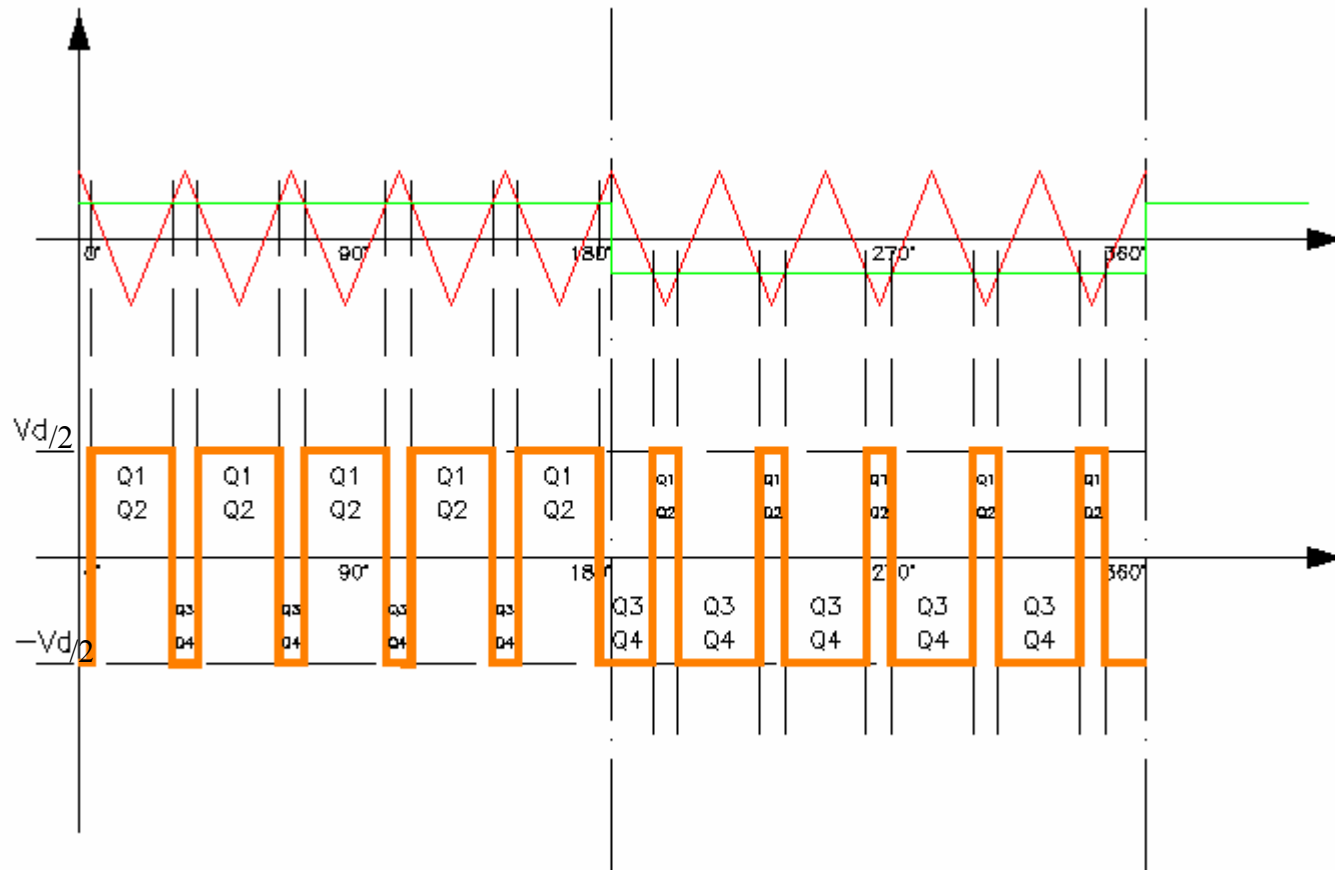 0° 90° 180° 270° 360°
Vd/2
Q1 Q1 Q1 Q1 Q1 Q1 Q1 Q1 Q1 Q1
Q2 Q2 Q2 Q2 Q2 Q2 Q2 Q2 Q2 Q2
90° 180° 270° 360°
Q3 Q3 Q3 Q3 Q3 Q3 Q3 Q3 Q3
−Vd/2 Q4 Q4 Q4 Q4 Q4 Q4 Q4 Q4 Q4